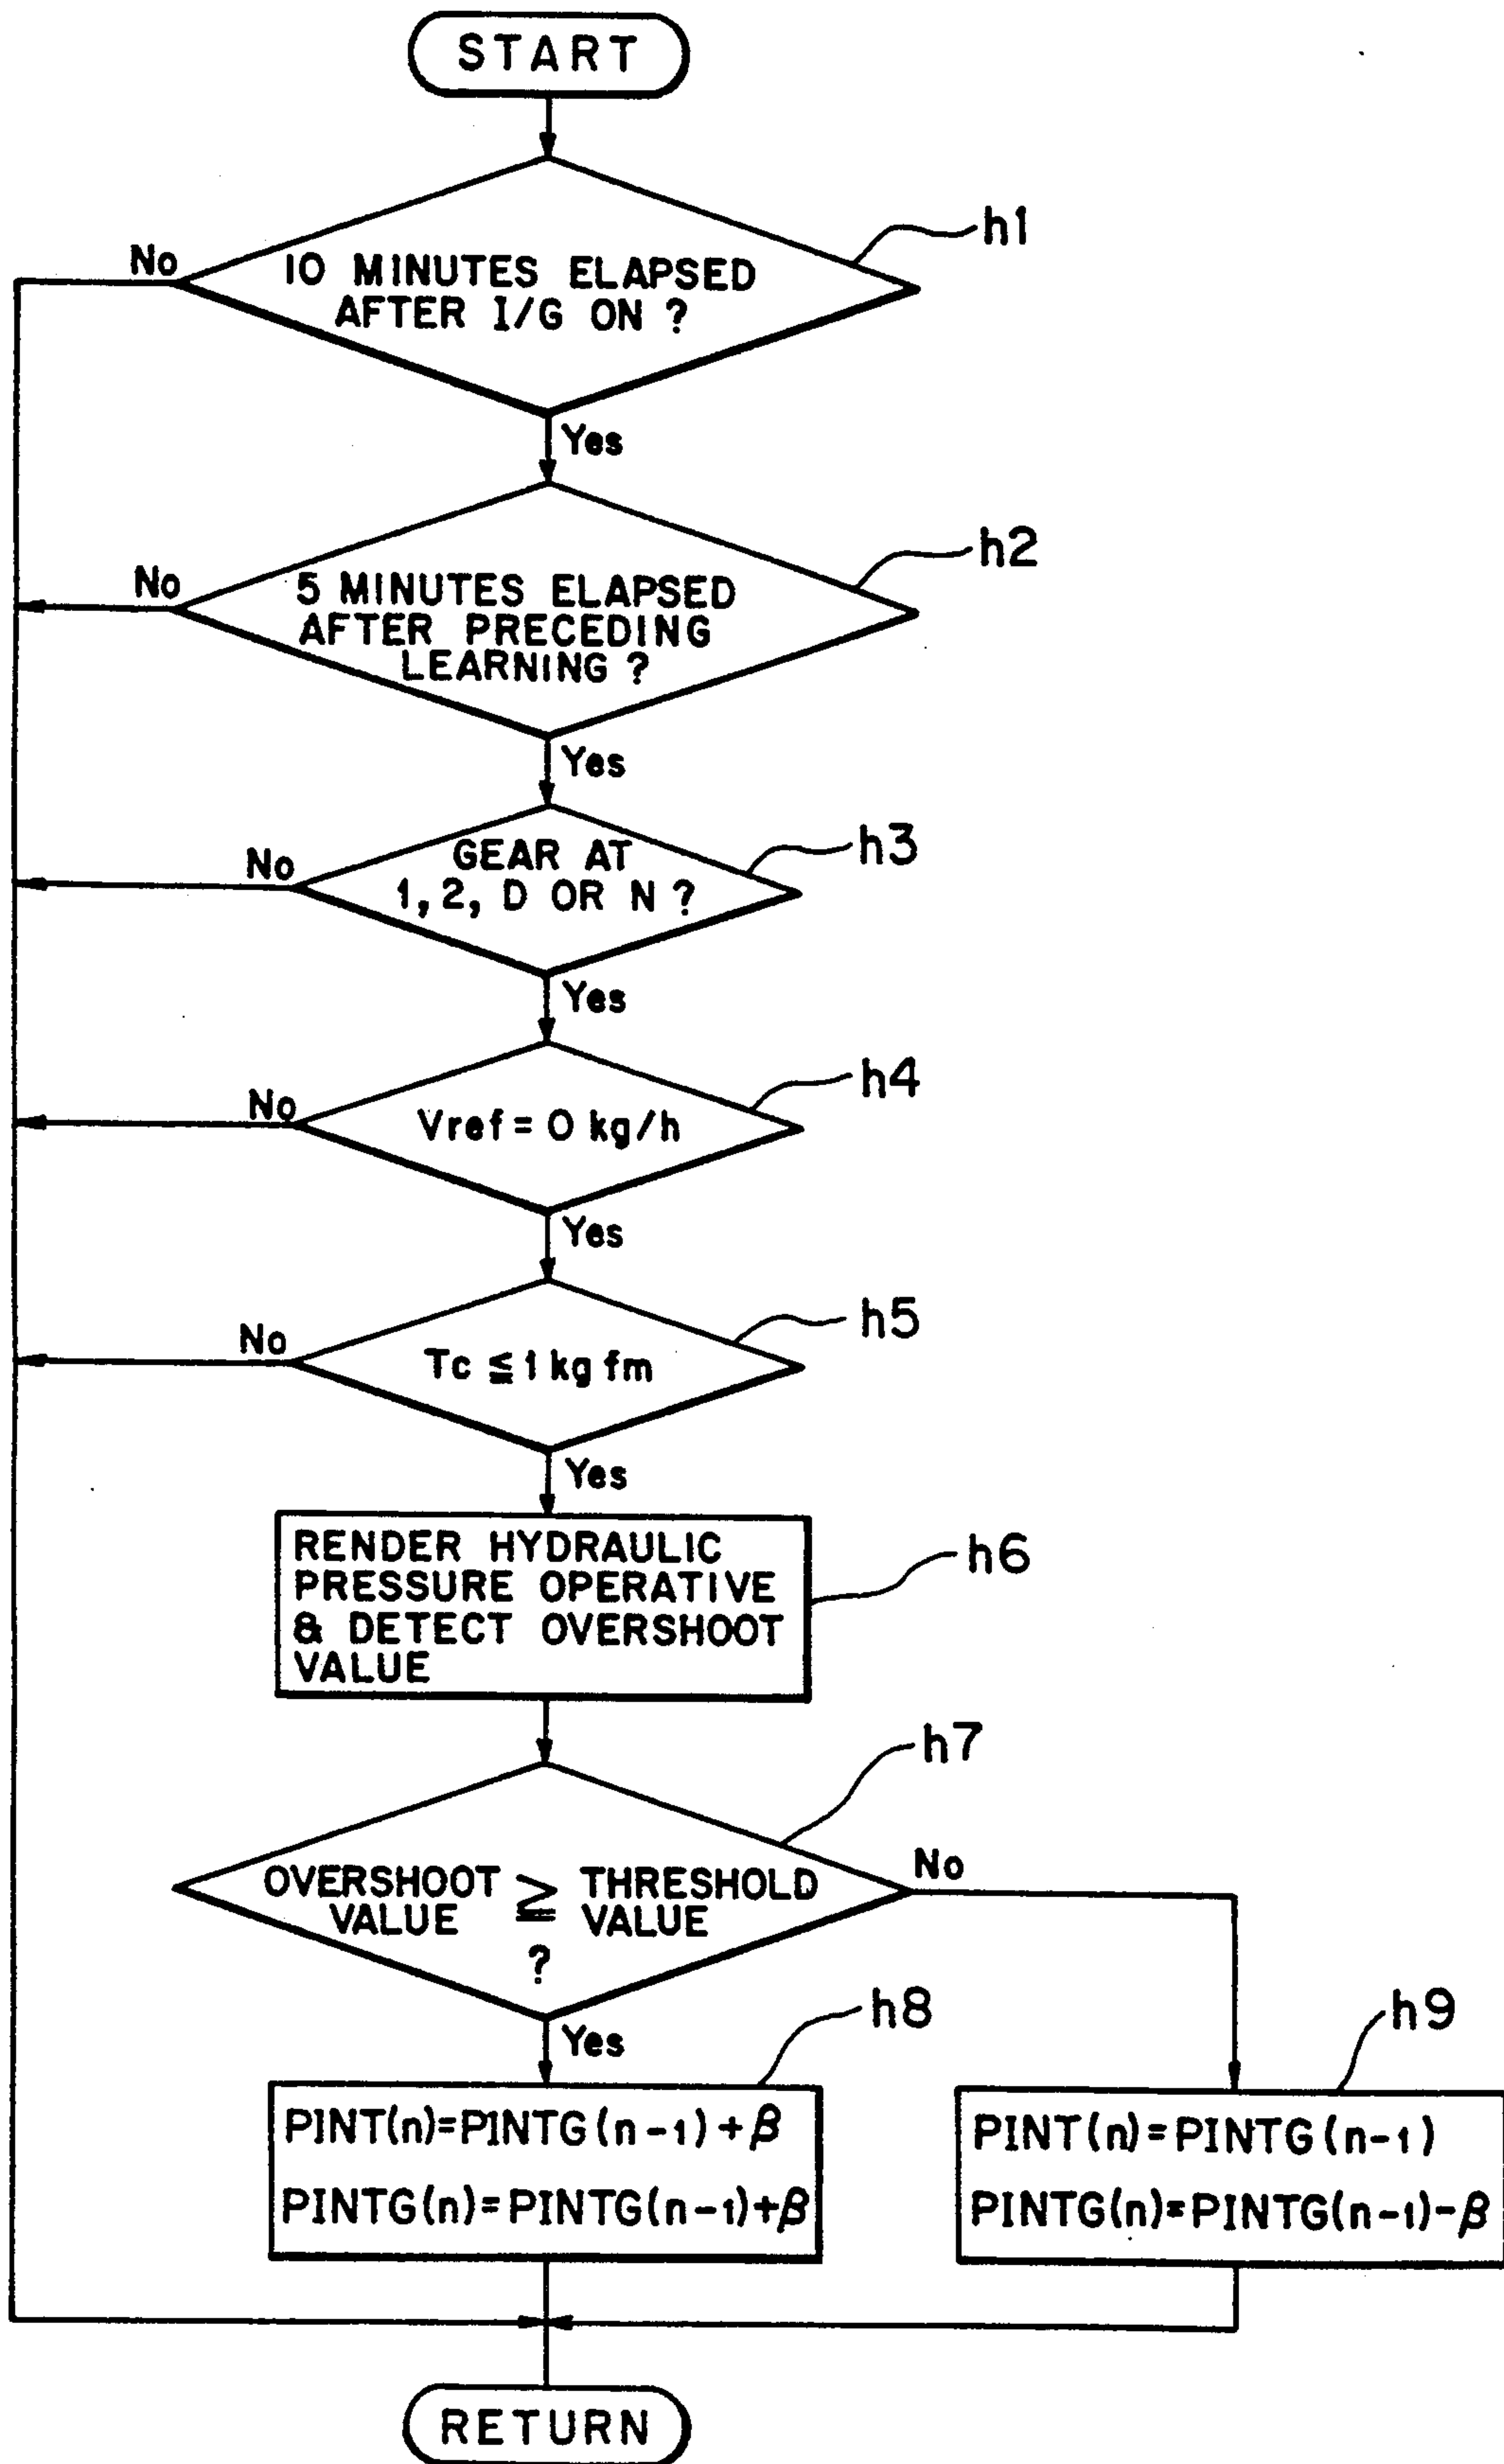 START
h1
No
10 MINUTES ELAPSED
AFTER I/G ON ?
Yes
h2
No
5 MINUTES ELAPSED
AFTER PRECEDING
LEARNING ?
Yes
h3
No
GEAR AT
1, 2, D OR N ?
Yes
h4
No
Vref = 0 kg/h
Yes
h5
No
Tc ≦ 1 kg fm
Yes
RENDER HYDRAULIC
PRESSURE OPERATIVE
& DETECT OVERSHOOT
VALUE
h6
h7
No
OVERSHOOT ≧ THRESHOLD
VALUE VALUE
?
Yes
h8
h9
PINT(n)=PINTG(n-1)+β
PINTG(n)=PINTG(n-1)+β
PINT(n)=PINTG(n-1)
PINTG(n)=PINTG(n-1)-β
RETURN